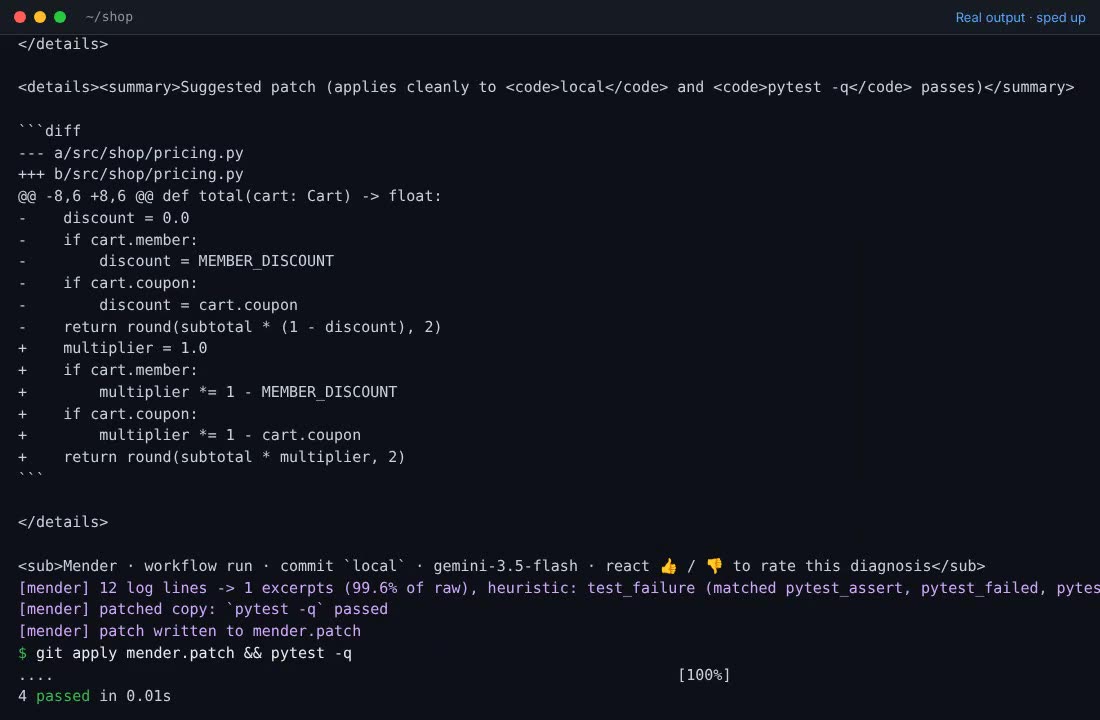 ~/shop
Real output · sped up
</details>
<details><summary>Suggested patch (applies cleanly to <code>local</code> and <code>pytest -q</code> passes)</summary>
```diff
--- a/src/shop/pricing.py
+++ b/src/shop/pricing.py
@@ -8,6 +8,6 @@ def total(cart: Cart) -> float:
-    discount = 0.0
-    if cart.member:
-        discount = MEMBER_DISCOUNT
-    if cart.coupon:
-        discount = cart.coupon
-    return round(subtotal * (1 - discount), 2)
+    multiplier = 1.0
+    if cart.member:
+        multiplier *= 1 - MEMBER_DISCOUNT
+    if cart.coupon:
+        multiplier *= 1 - cart.coupon
+    return round(subtotal * multiplier, 2)
```
</details>
<sub>Mender · workflow run · commit `local` · gemini-3.5-flash · react 👍 / 👎 to rate this diagnosis</sub>
[mender] 12 log lines -> 1 excerpts (99.6% of raw), heuristic: test_failure (matched pytest_assert, pytest_failed, pytes
[mender] patched copy: `pytest -q` passed
[mender] patch written to mender.patch
$ git apply mender.patch && pytest -q
.... [100%]
4 passed in 0.01s